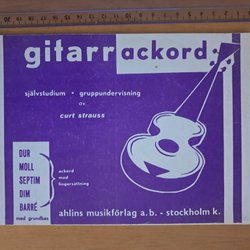 gitarrackord
självstudium • gruppundervisning
av
curt strauss
DUR
MOLL
SEPTIM
DIM
BARRÉ
med grundbas
ackord
med
fingersättning
ahlins musikförlag a.b. - stockholm k.